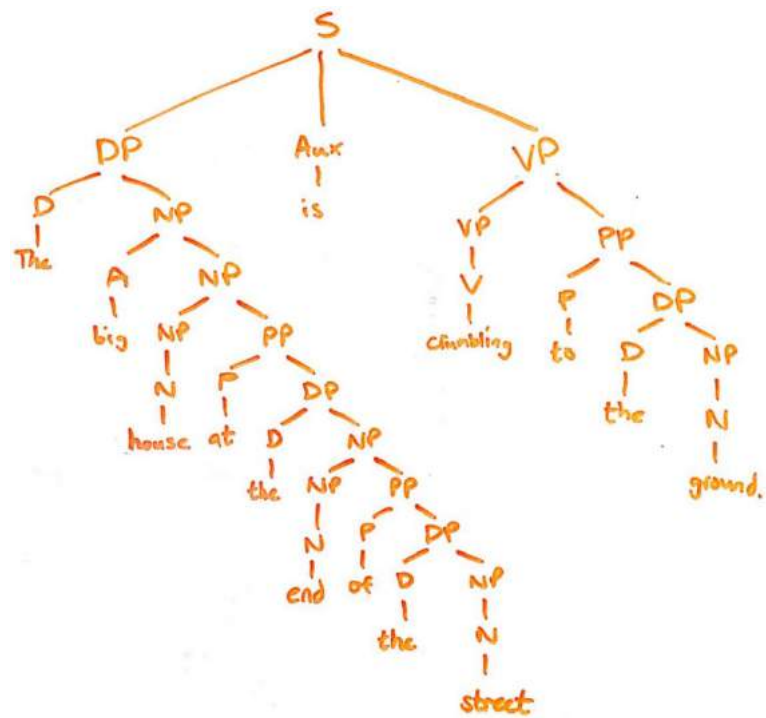 S
DP Aux VP
D NP is VP PP
The A NP V P DP
big NP PP Crumbling to D NP
N P DP the N
house at D NP ground.
the NP PP
N P DP
end of D NP
the N
street